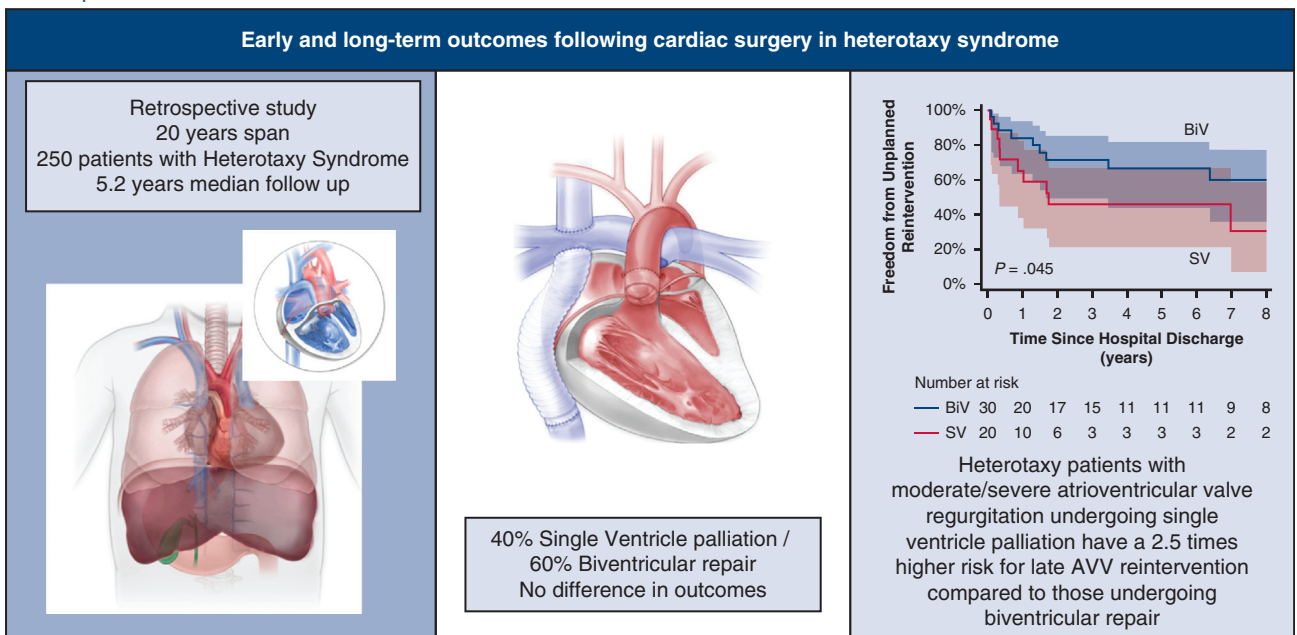 Early and long-term outcomes following cardiac surgery in heterotaxy syndrome
Retrospective study
20 years span
250 patients with Heterotaxy Syndrome
5.2 years median follow up
40% Single Ventricle palliation /
60% Biventricular repair
No difference in outcomes
Freedom from Unplanned
Reintervention
100%
80%
60%
40%
20%
0%
BiV
SV
P = .045
0 1 2 3 4 5 6 7 8
Time Since Hospital Discharge
(years)
Number at risk
BiV 30 20 17 15 11 11 11 9 8
SV 20 10 6 3 3 3 3 2 2
Heterotaxy patients with
moderate/severe atrioventricular valve
regurgitation undergoing single
ventricle palliation have a 2.5 times
higher risk for late AVV reintervention
compared to those undergoing
biventricular repair